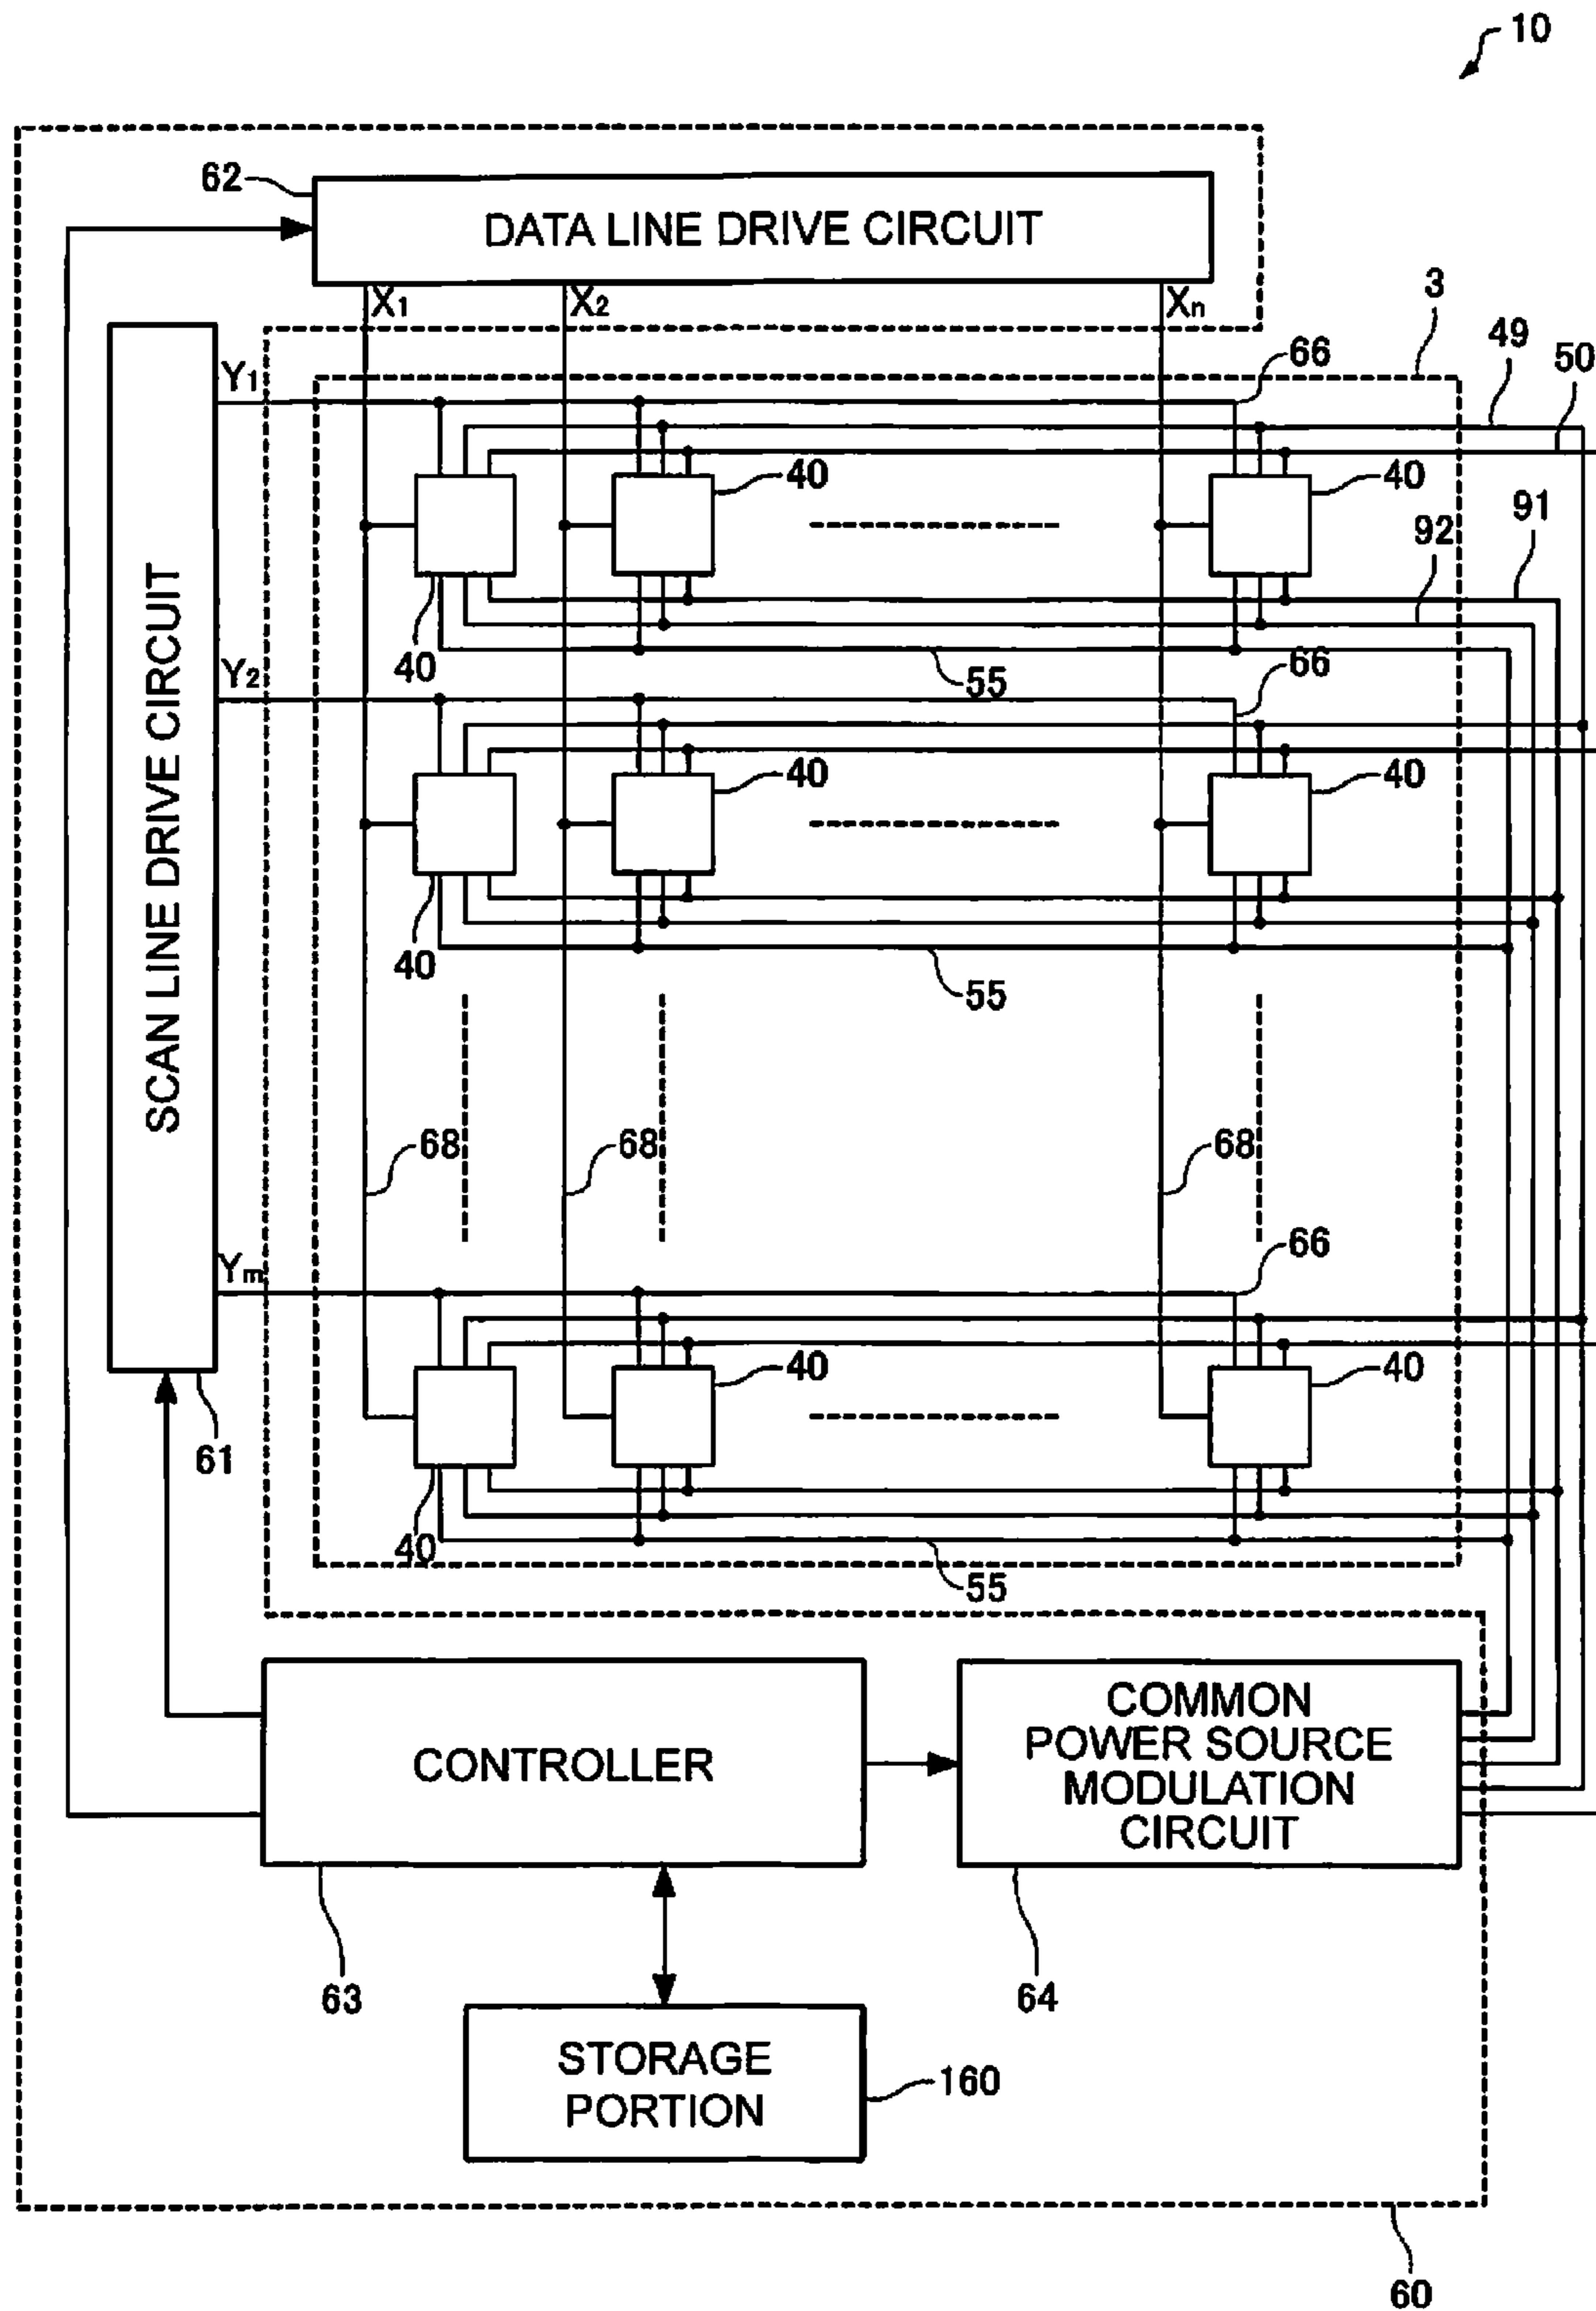 10
62
DATA LINE DRIVE CIRCUIT
X1 X2 Xn
3
49
50
Y1
66
40 40
91
92
40
Y2
55
66
40 40
40
55
SCAN LINE DRIVE CIRCUIT
68 68 68
Ym
66
40 40
61
40
55
CONTROLLER
COMMON
POWER SOURCE
MODULATION
CIRCUIT
63
64
STORAGE
PORTION
160
60